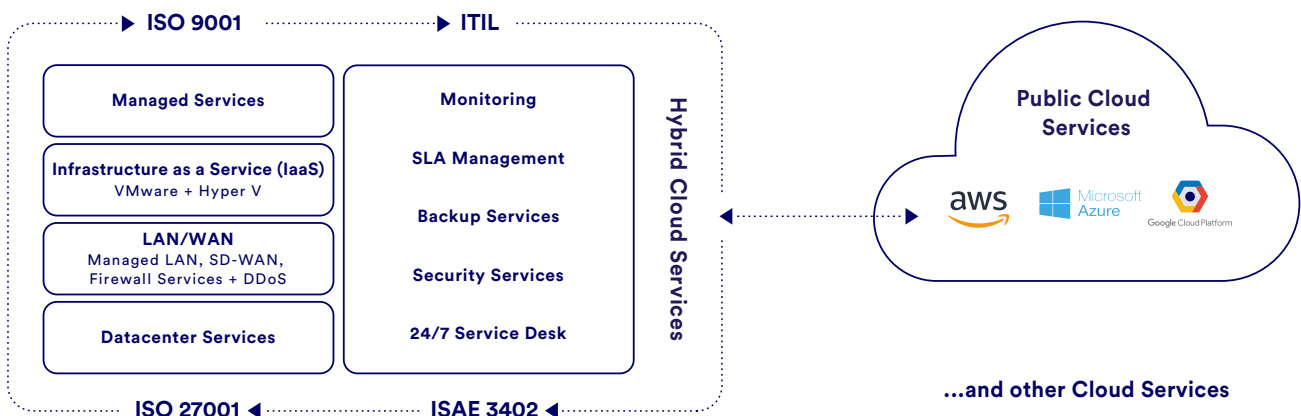 ISO 9001
ITIL
Managed Services
Infrastructure as a Service (IaaS)
VMware + Hyper V
LAN/WAN
Managed LAN, SD-WAN,
Firewall Services + DDoS
Datacenter Services
Monitoring
SLA Management
Backup Services
Security Services
24/7 Service Desk
Hybrid Cloud Services
ISO 27001
ISAE 3402
Public Cloud
Services
aws
Microsoft
Azure
Google Cloud Platform
...and other Cloud Services